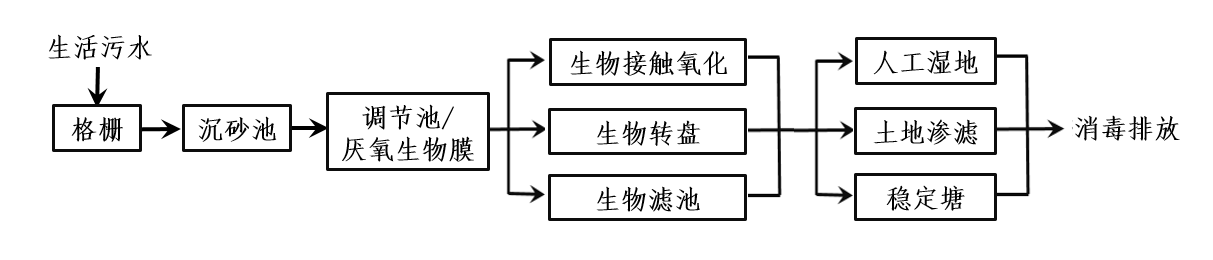 生活污水
格栅
沉砂池
调节池/
厌氧生物膜
生物接触氧化
生物转盘
生物滤池
人工湿地
土地渗滤
稳定塘
消毒排放